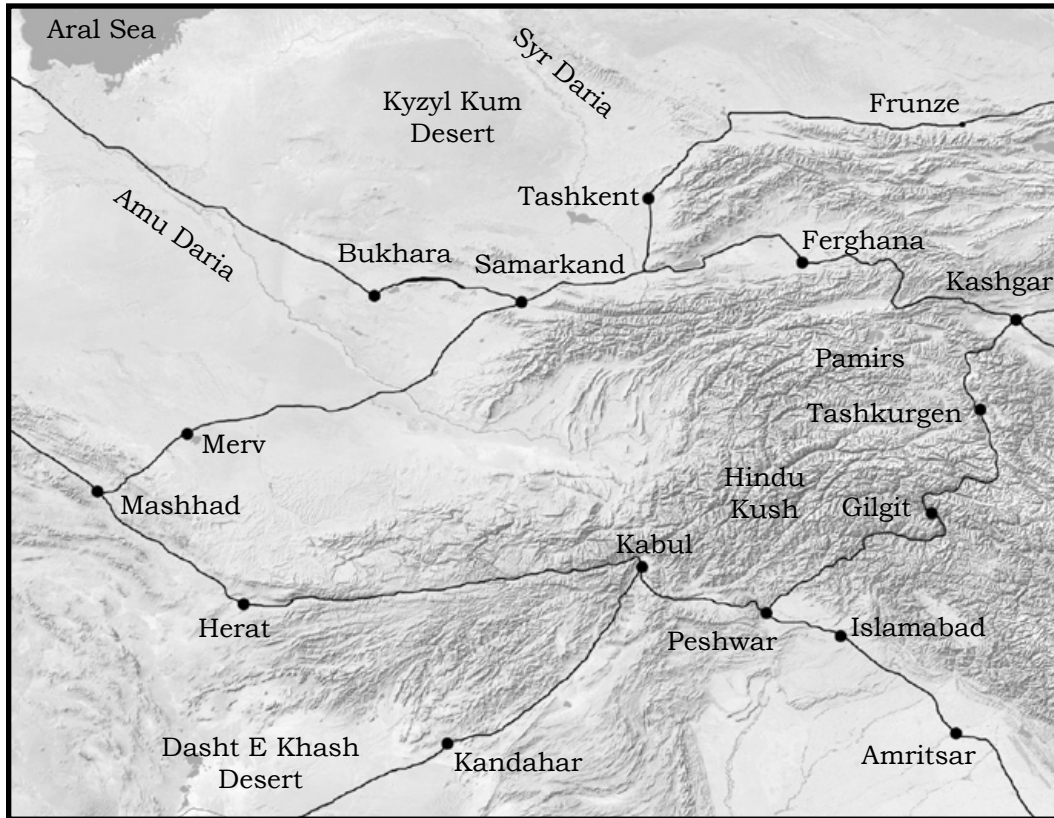 Aral Sea
Syr Daria
Kyzyl Kum
Desert
Frunze
Tashkent
Amu Daria
Bukhara
Samarkand
Ferghana
Kashgar
Pamirs
Tashkurgen
Merv
Mashhad
Hindu
Kush
Gilgit
Kabul
Herat
Peshwar
Islamabad
Dasht E Khash
Desert
Kandahar
Amritsar